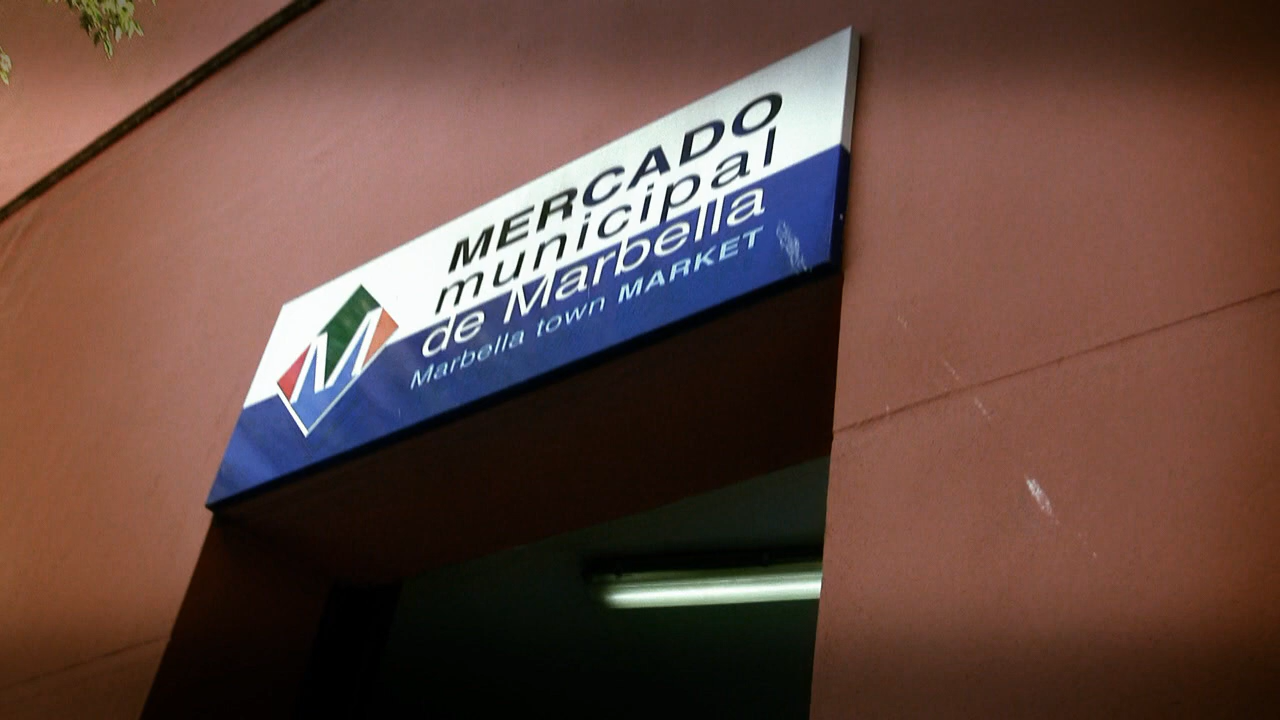 MERCADO
municipal
de Marbella
Marbella town MARKET
M